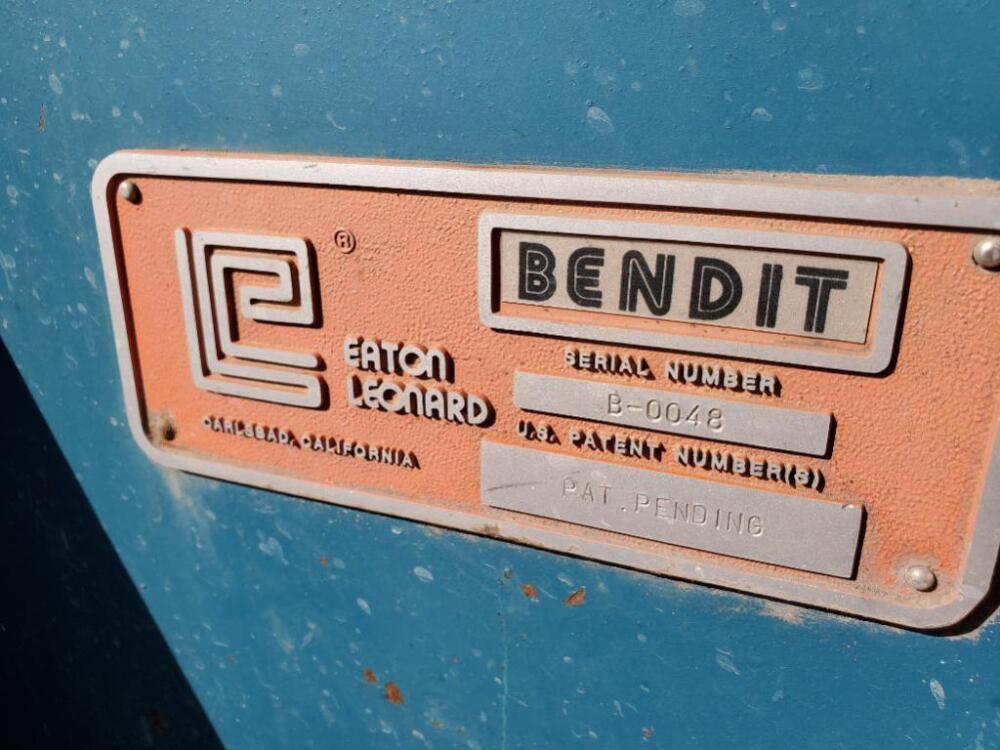 ®
EATON
LEONARD
CARLSBAD, CALIFORNIA
BENDIT
SERIAL NUMBER
B-0048
U.S. PATENT NUMBER(S)
PAT. PENDING